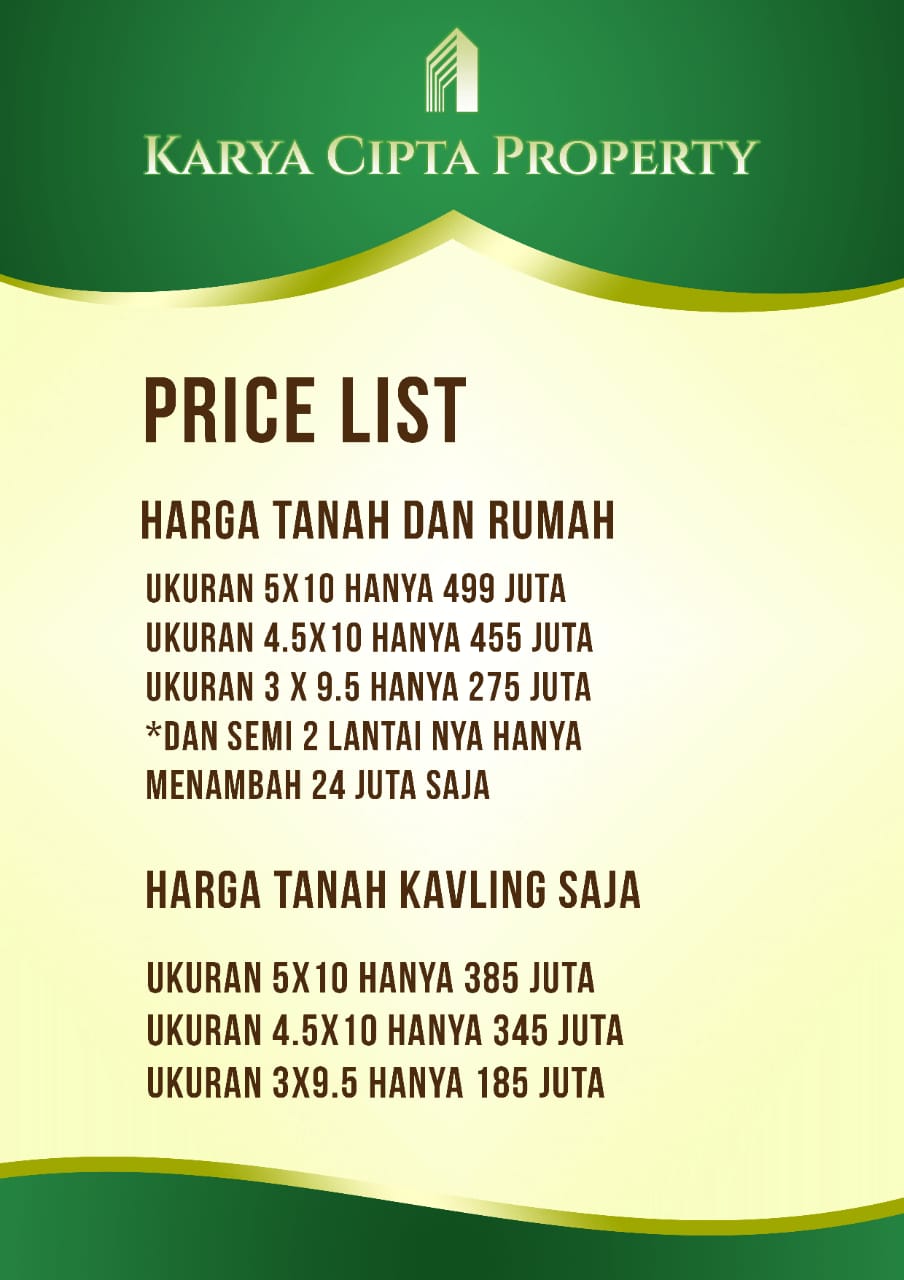 KARYA CIPTA PROPERTY
PRICE LIST
HARGA TANAH DAN RUMAH
UKURAN 5X10 HANYA 499 JUTA
UKURAN 4.5X10 HANYA 455 JUTA
UKURAN 3 X 9.5 HANYA 275 JUTA
*DAN SEMI 2 LANTAI NYA HANYA
MENAMBAH 24 JUTA SAJA
HARGA TANAH KAVLING SAJA
UKURAN 5X10 HANYA 385 JUTA
UKURAN 4.5X10 HANYA 345 JUTA
UKURAN 3X9.5 HANYA 185 JUTA